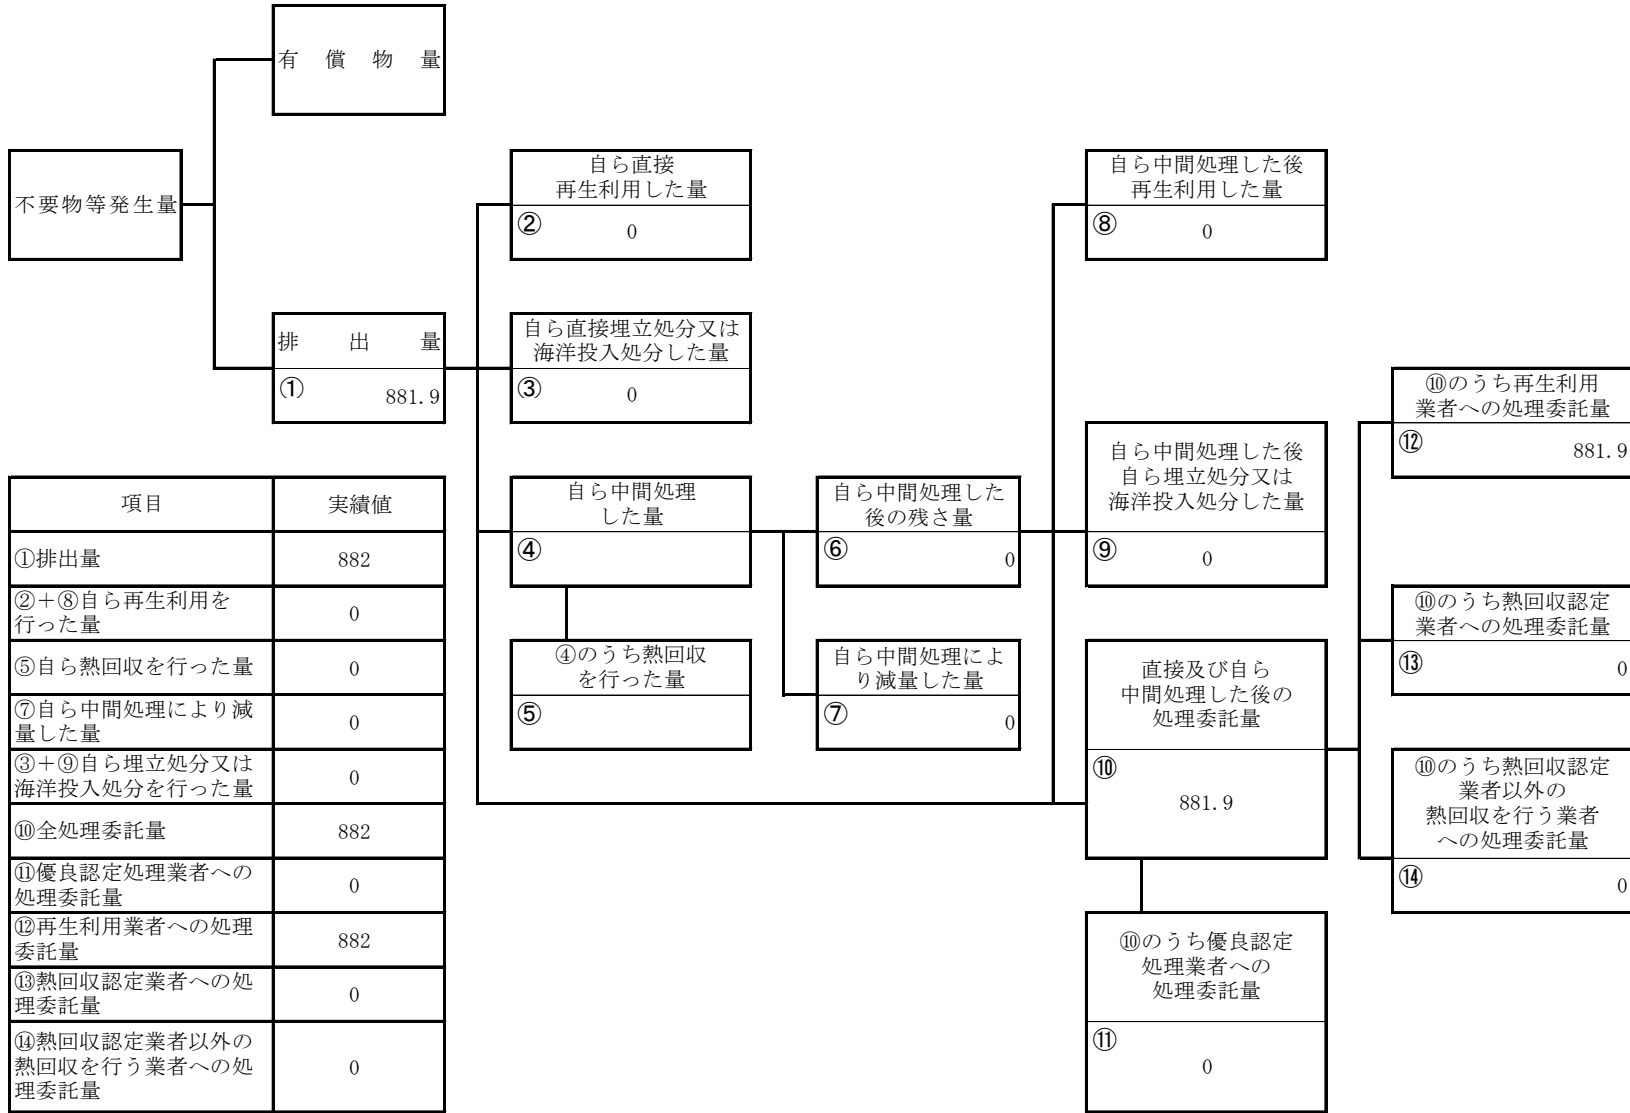 有償物量
不要物等発生量
排出量
① 881.9
自ら直接
再生利用した量
② 0
自ら直接埋立処分又は
海洋投入処分した量
③ 0
自ら中間処理
した量
④
④のうち熱回収
を行った量
⑤
自ら中間処理した
後の残さ量
⑥ 0
自ら中間処理によ
り減量した量
⑦ 0
自ら中間処理した後
再生利用した量
⑧ 0
自ら中間処理した後
自ら埋立処分又は
海洋投入処分した量
⑨ 0
直接及び自ら
中間処理した後の
処理委託量
⑩
881.9
⑩のうち優良認定
処理業者への
処理委託量
⑪
0
⑩のうち再生利用
業者への処理委託量
⑫ 881.9
⑩のうち熱回収認定
業者への処理委託量
⑬ 0
⑩のうち熱回収認定
業者以外の
熱回収を行う業者
への処理委託量
⑭ 0
項目 実績値
①排出量 882
②+⑧自ら再生利用を
行った量 0
⑤自ら熱回収を行った量 0
⑦自ら中間処理により減
量した量 0
③+⑨自ら埋立処分又は
海洋投入処分を行った量 0
⑩全処理委託量 882
⑪優良認定処理業者への
処理委託量 0
⑫再生利用業者への処理
委託量 882
⑬熱回収認定業者への処
理委託量 0
⑭熱回収認定業者以外の
熱回収を行う業者への処
理委託量 0